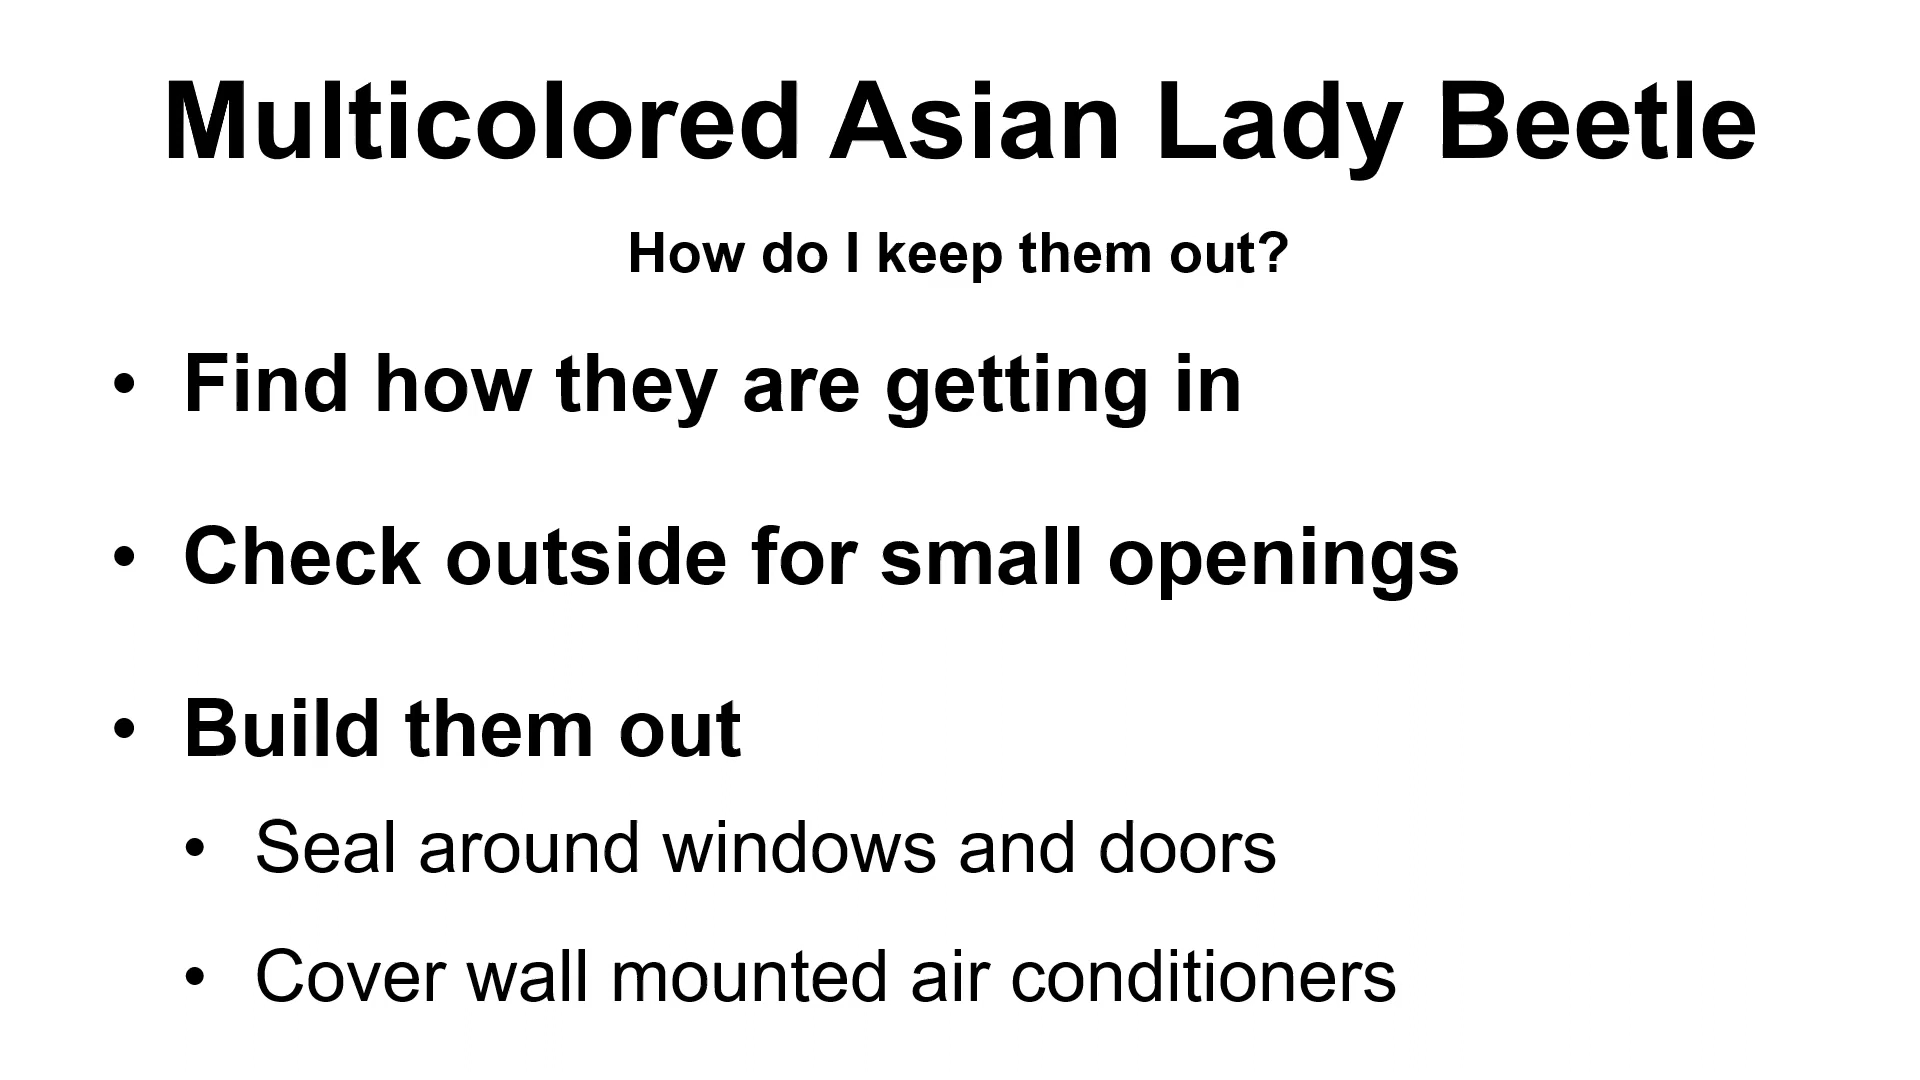 Multicolored Asian Lady Beetle
How do I keep them out?
• Find how they are getting in
• Check outside for small openings
• Build them out
• Seal around windows and doors
• Cover wall mounted air conditioners